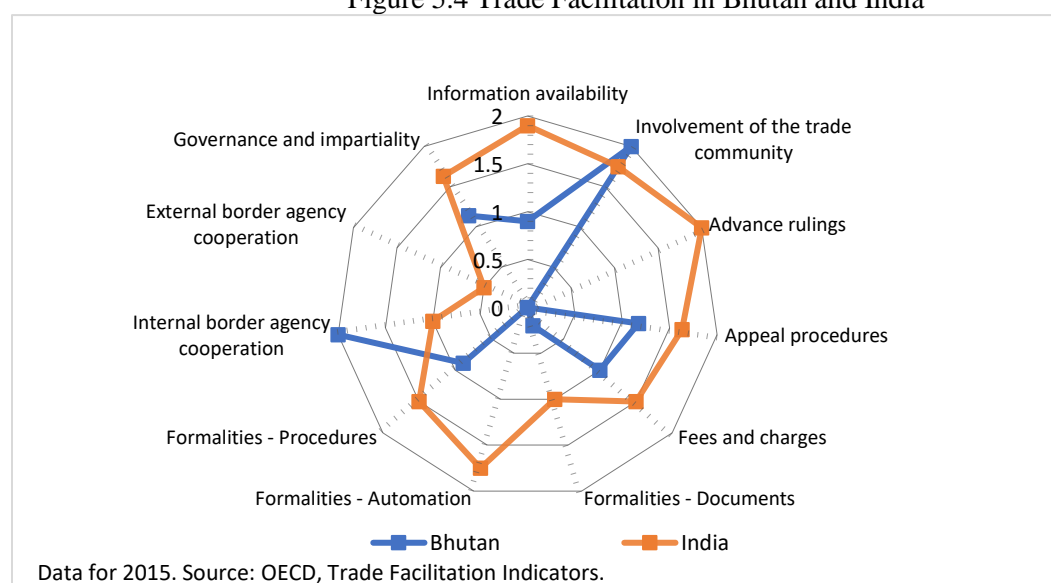 Figure 3.4 Trade Facilitation in Bhutan and India
Information availability
2
Governance and impartiality
Involvement of the trade
community
1.5
External border agency
cooperation
1
Advance rulings
0.5
0
Internal border agency
cooperation
Appeal procedures
Formalities - Procedures
Fees and charges
Formalities - Automation
Formalities - Documents
Bhutan
India
Data for 2015. Source: OECD, Trade Facilitation Indicators.